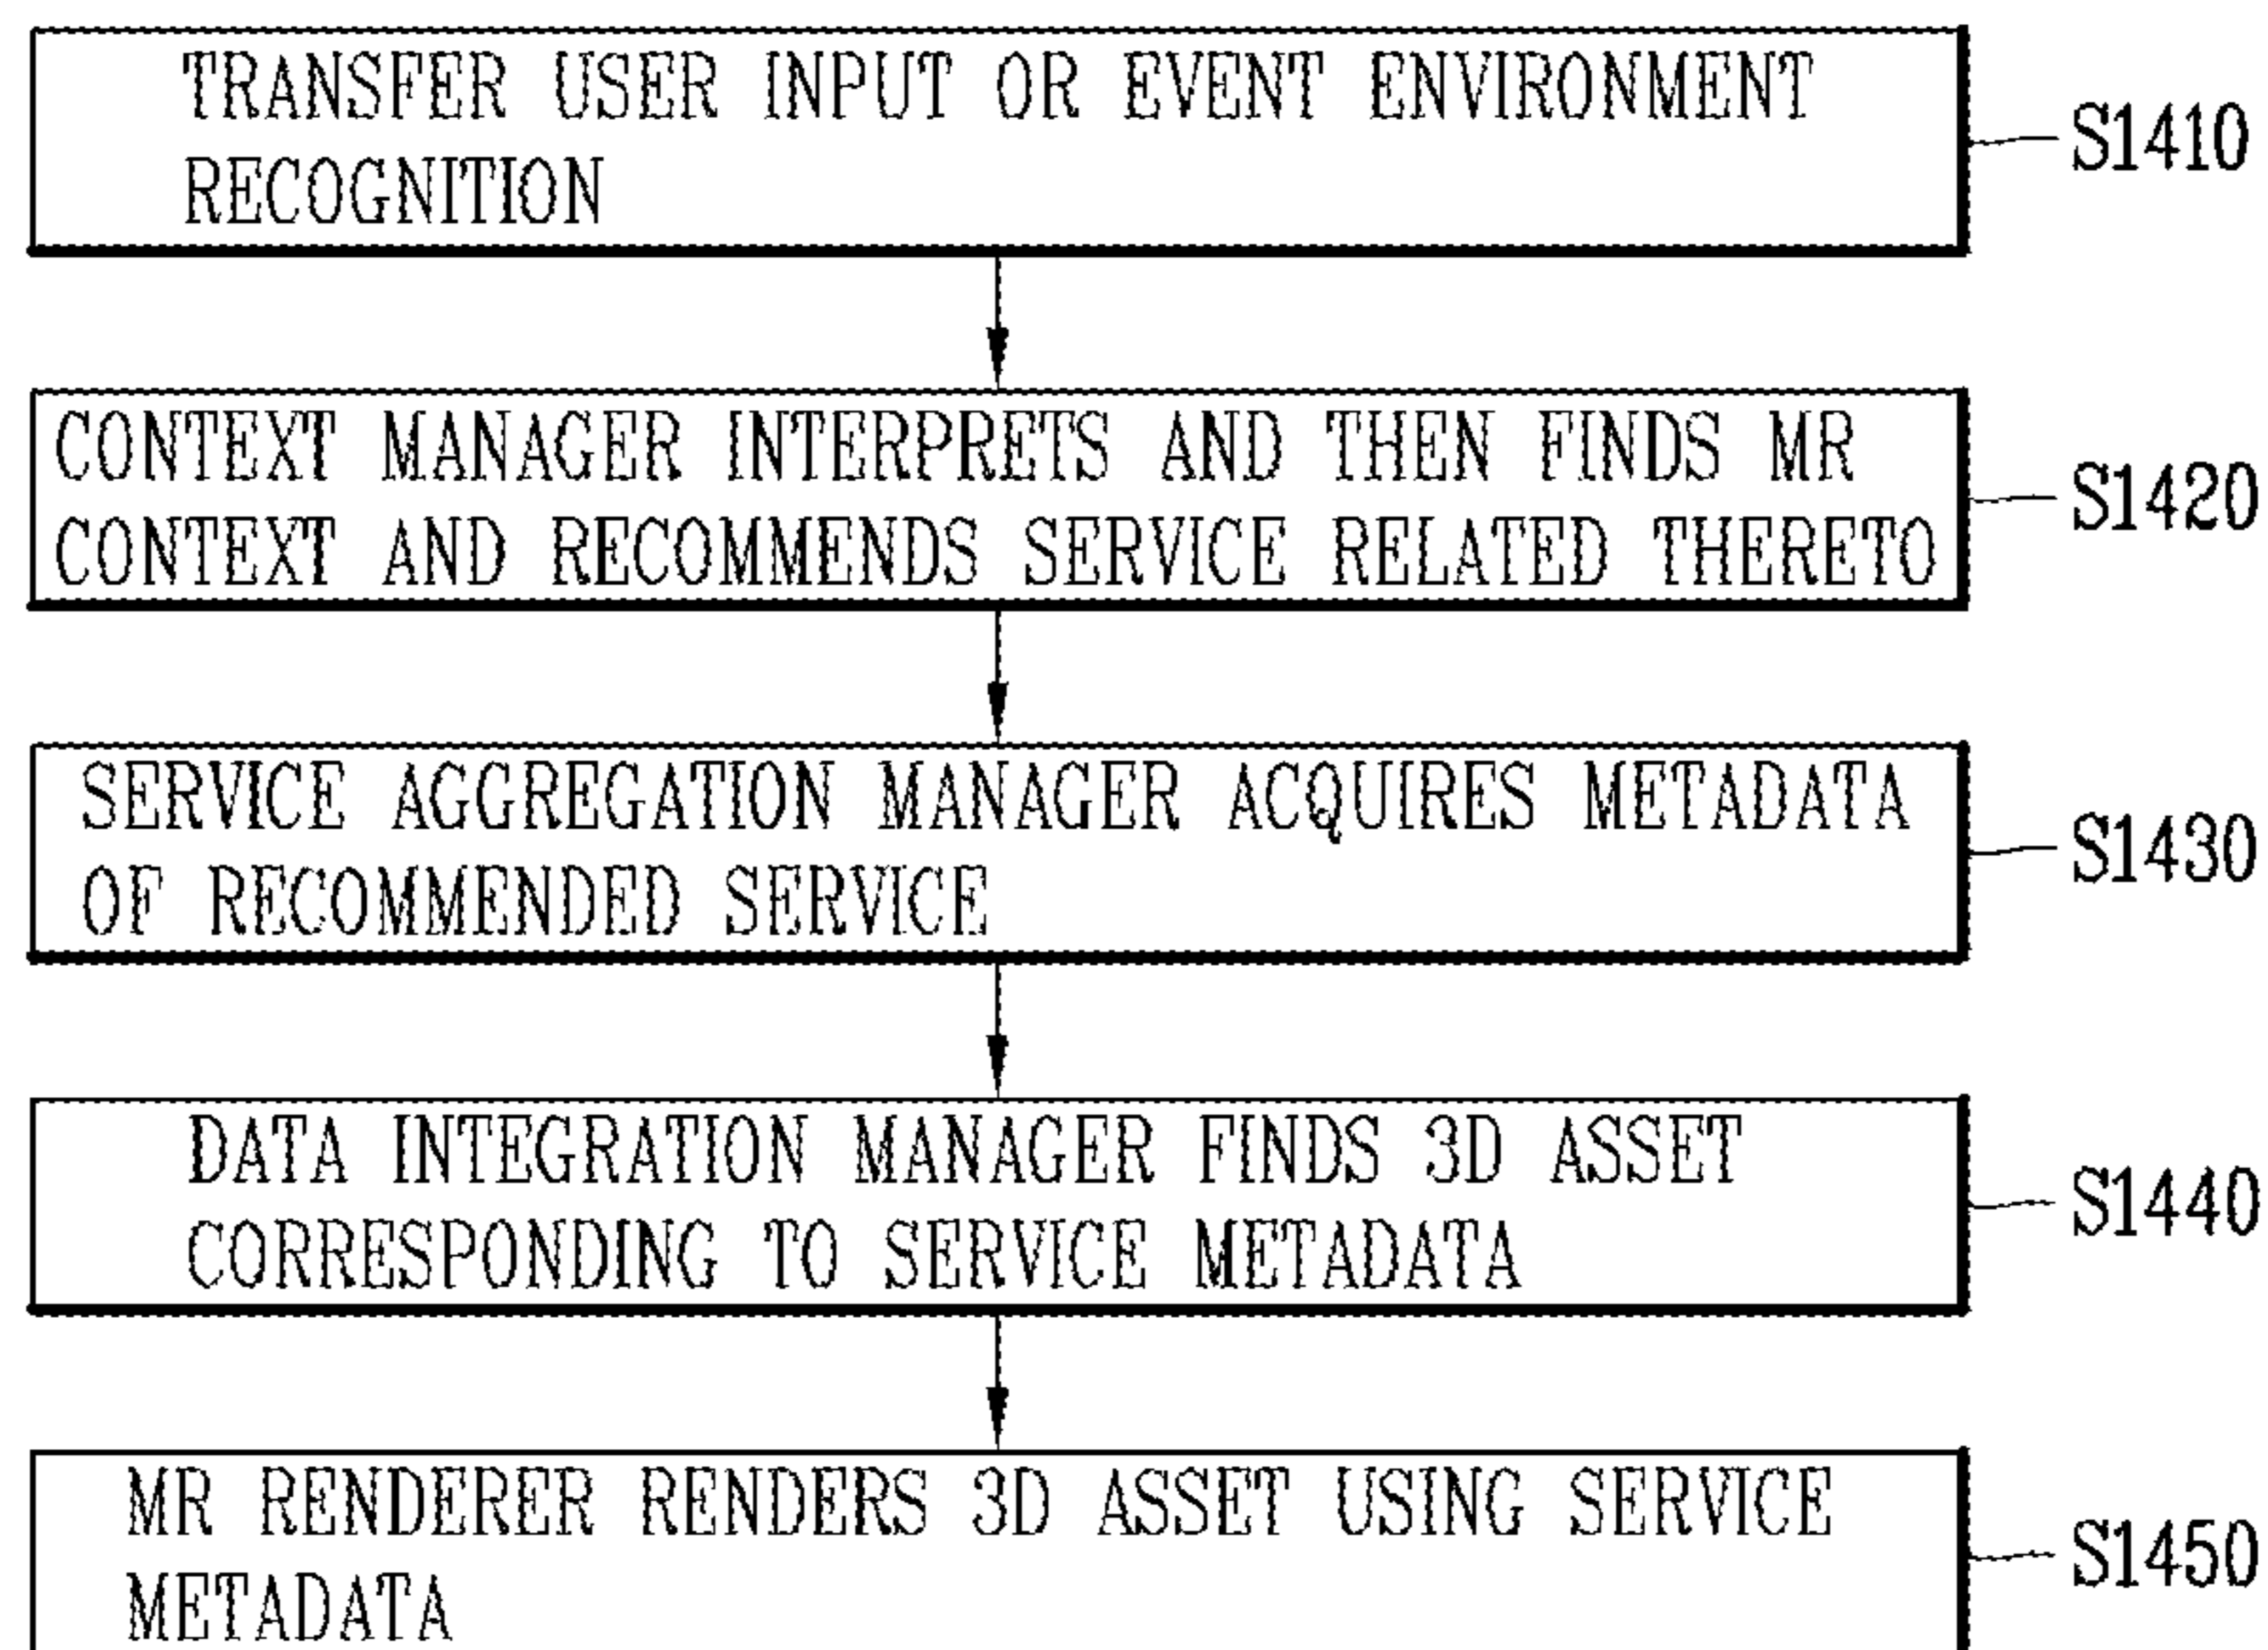 TRANSFER USER INPUT OR EVENT ENVIRONMENT
RECOGNITION
S1410
CONTEXT MANAGER INTERPRETS AND THEN FINDS MR
CONTEXT AND RECOMMENDS SERVICE RELATED THERETO
S1420
SERVICE AGGREGATION MANAGER ACQUIRES METADATA
OF RECOMMENDED SERVICE
S1430
DATA INTEGRATION MANAGER FINDS 3D ASSET
CORRESPONDING TO SERVICE METADATA
S1440
MR RENDERER RENDERS 3D ASSET USING SERVICE
METADATA
S1450